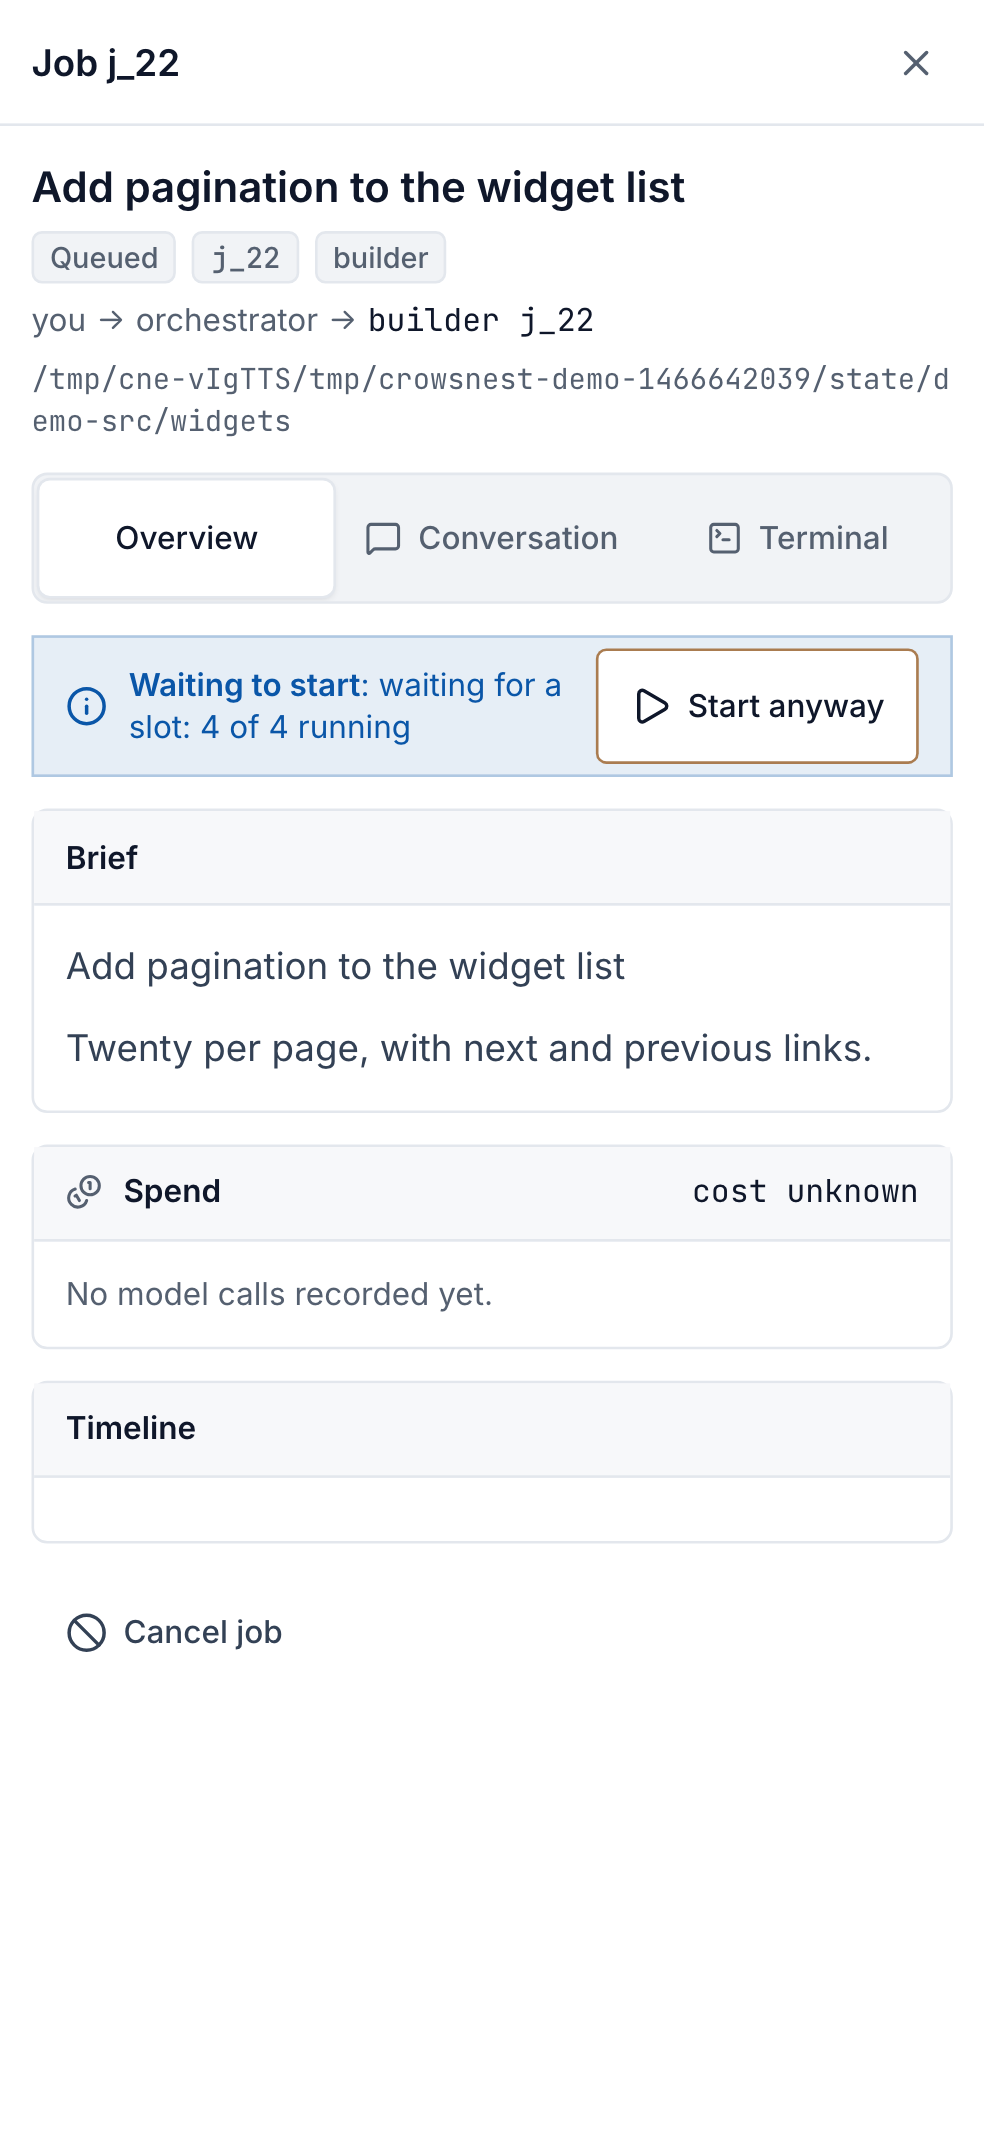 Job j_22
Add pagination to the widget list
Queued j_22 builder
you → orchestrator → builder j_22
/tmp/cne-vIgTTS/tmp/crowsnest-demo-1466642039/state/d
emo-src/widgets
Overview Conversation Terminal
Waiting to start: waiting for a
slot: 4 of 4 running
Start anyway
Brief
Add pagination to the widget list
Twenty per page, with next and previous links.
Spend cost unknown
No model calls recorded yet.
Timeline
Cancel job